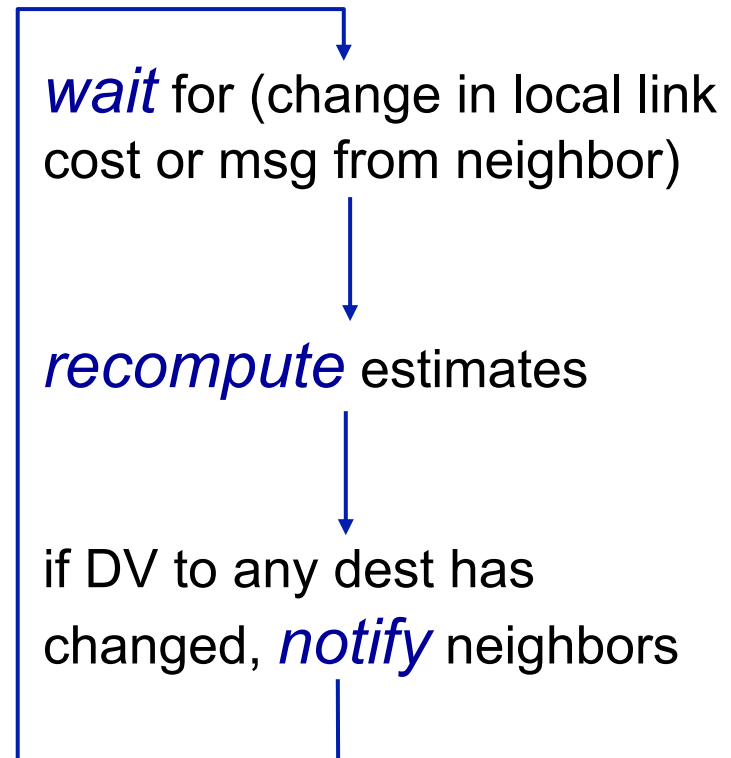 wait for (change in local link
cost or msg from neighbor)
recompute estimates
if DV to any dest has
changed, notify neighbors